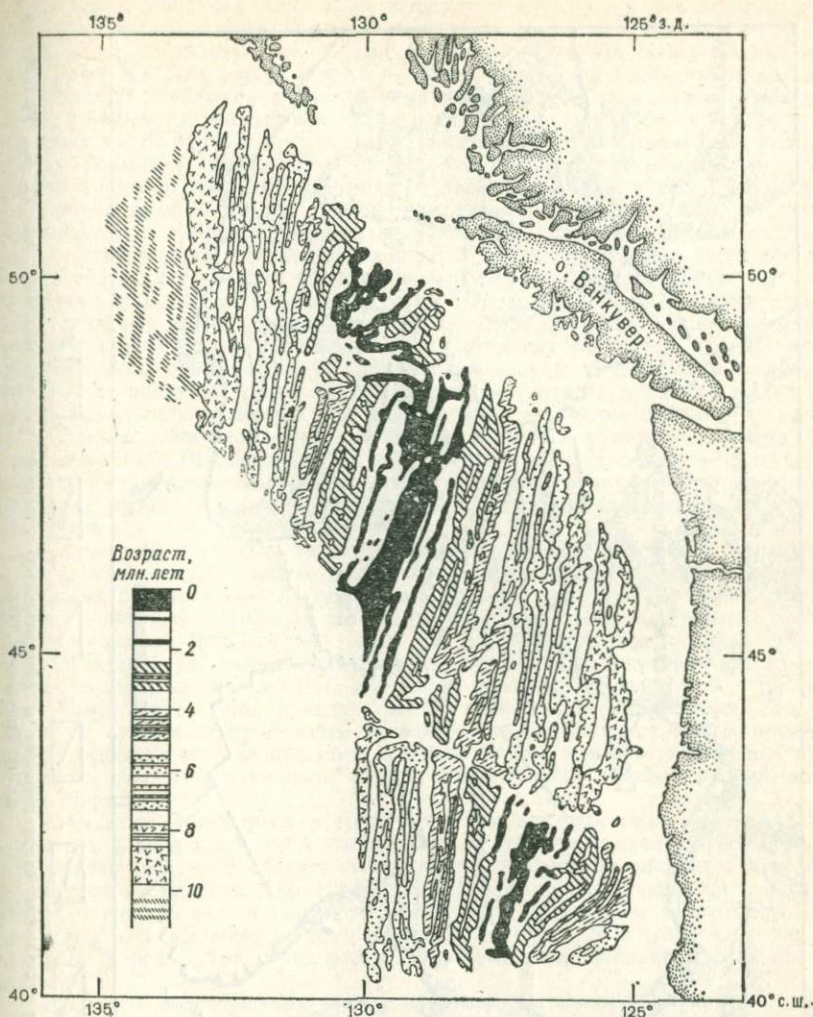 135° 130° 125° з.д.
50° 50°
о. Ванкувер
Возраст,
млн. лет
0
2
45° 45°
4
6
8
10
40° 40° с.ш.
135° 130° 125°